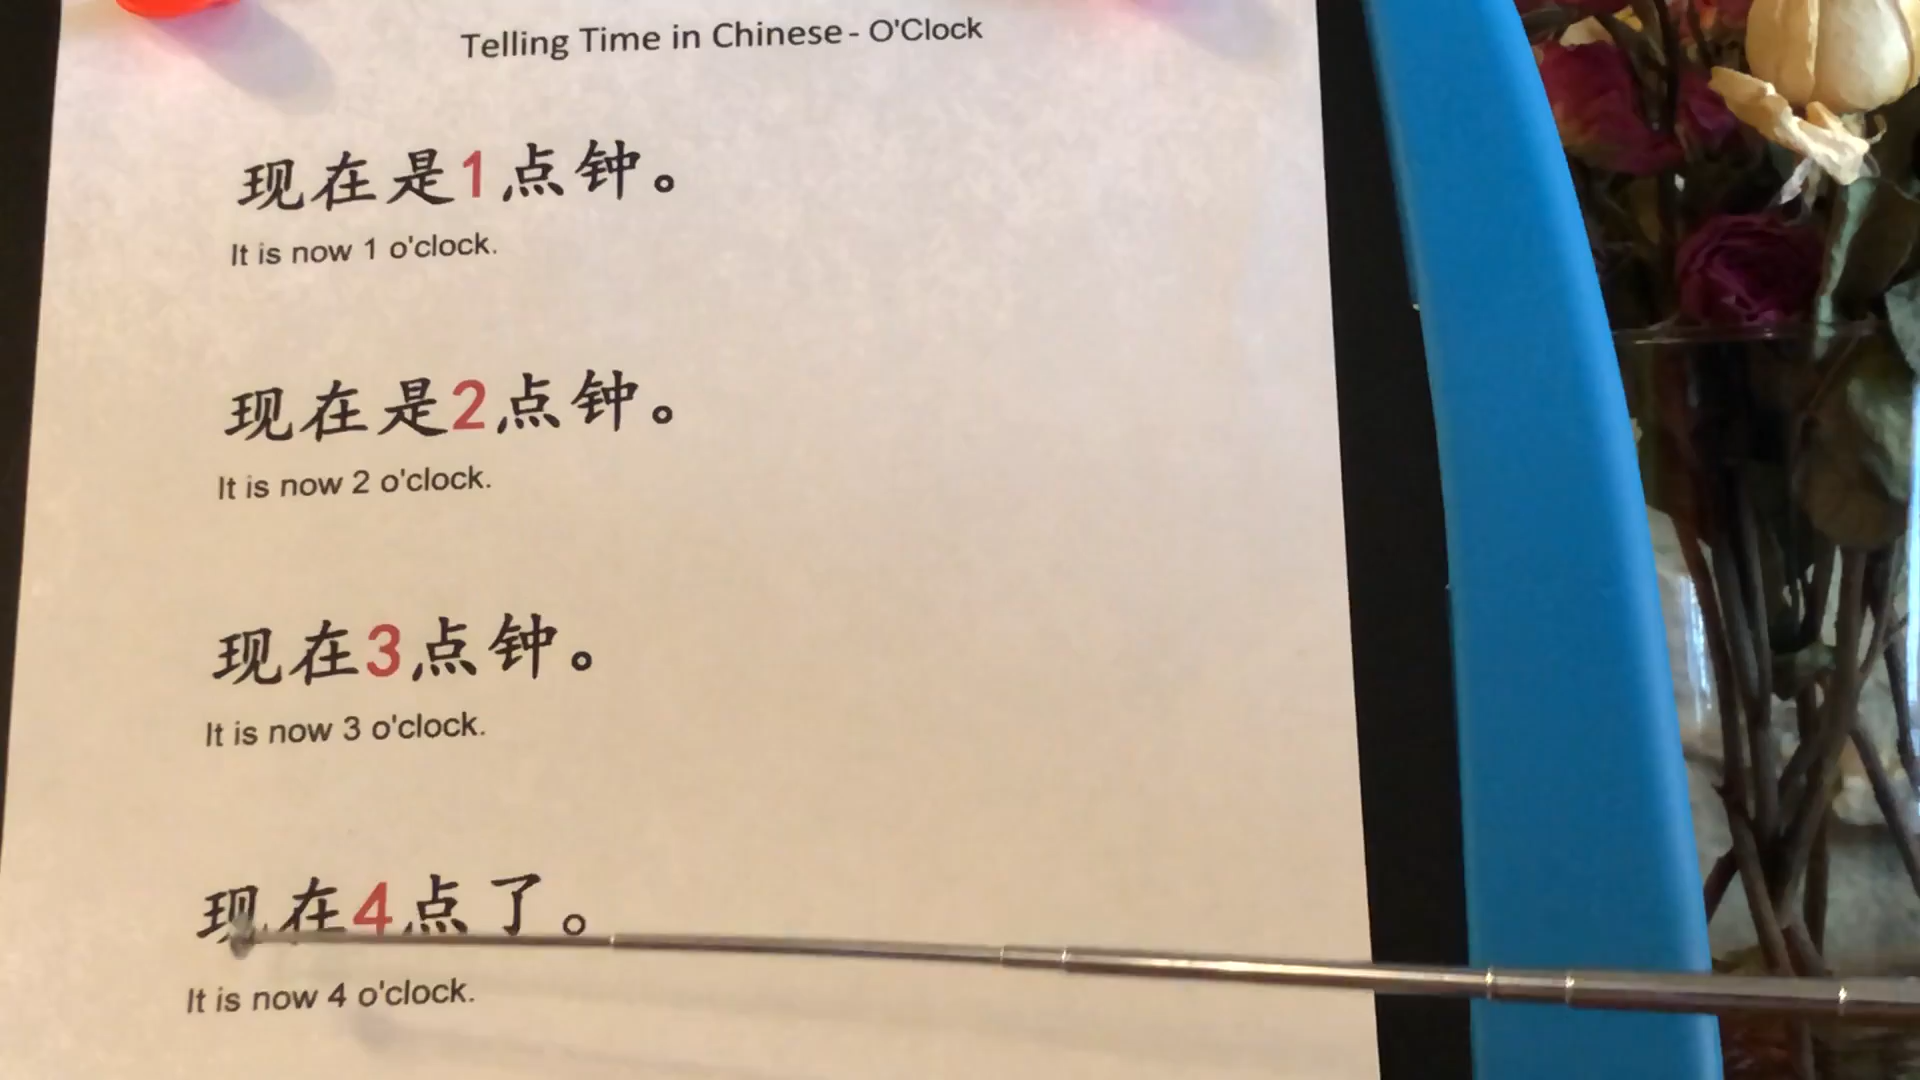 Telling Time in Chinese - O'Clock
现在是1点钟。
It is now 1 o'clock.
现在是2点钟。
It is now 2 o'clock.
现在3点钟。
It is now 3 o'clock.
现在4点了。
It is now 4 o'clock.